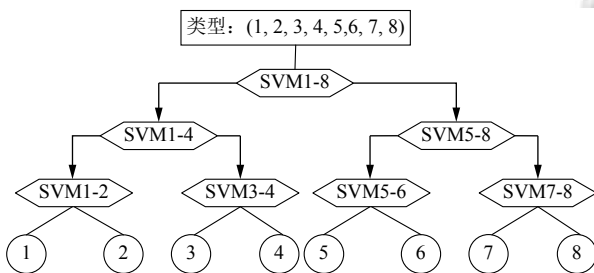 类型：(1, 2, 3, 4, 5,6, 7, 8)
SVM1-8
SVM1-4
SVM5-8
SVM1-2
SVM3-4
SVM5-6
SVM7-8
1
2
3
4
5
6
7
8